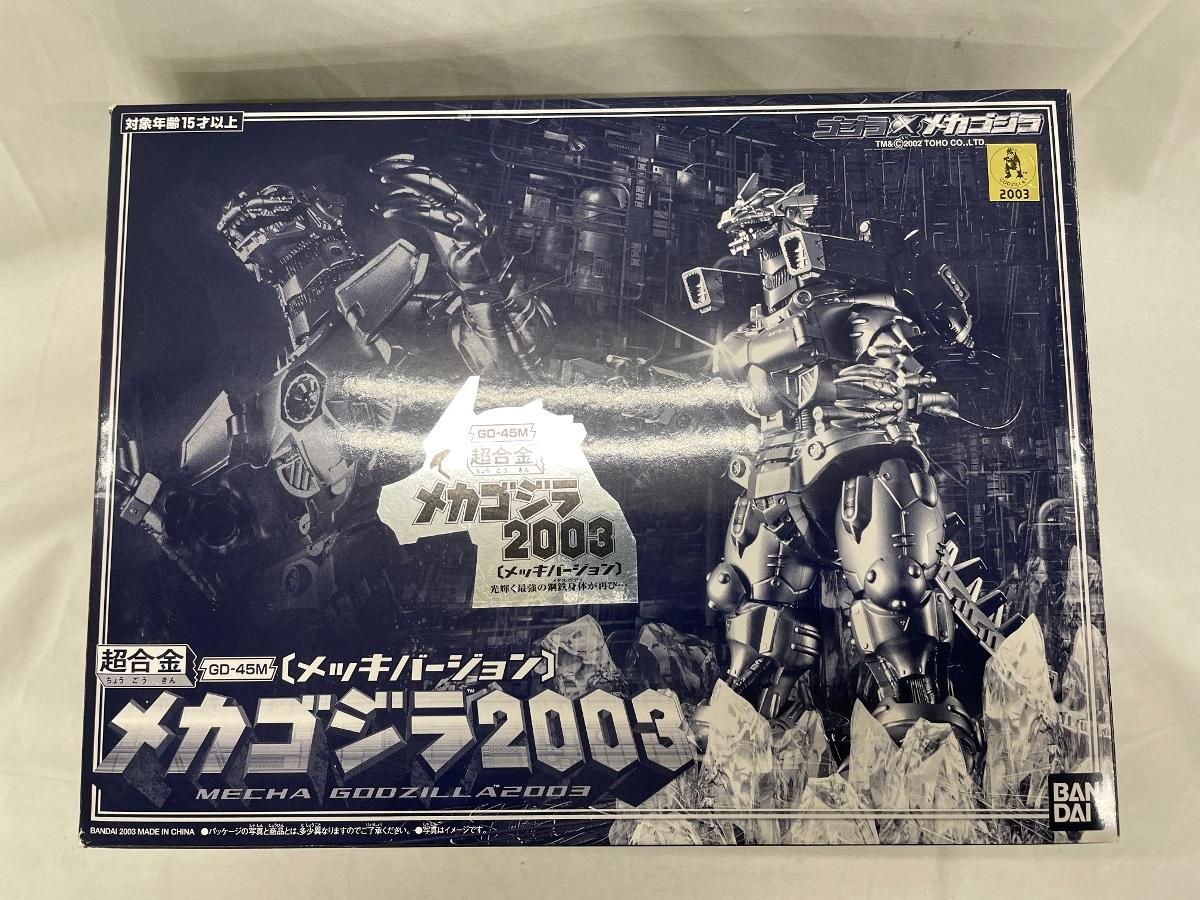 対象年齢15才以上
ゴジラ×メカゴジラ
TM&©2002 TOHO CO.,LTD.
GODZILLA
2003
GD-45M
超合金
ちょうごうきん
メカゴジラ
2003
〔メッキバージョン〕
光輝く最強の鋼鉄身体が再び…
超合金
ちょうごうきん
GD-45M
〔メッキバージョン〕
メカゴジラ™2003
MECHA GODZILLA2003
BANDAI 2003 MADE IN CHINA ●パッケージの写真と商品とは、多少異なりますのでご了承ください。●写真はイメージです。
BAN
DAI